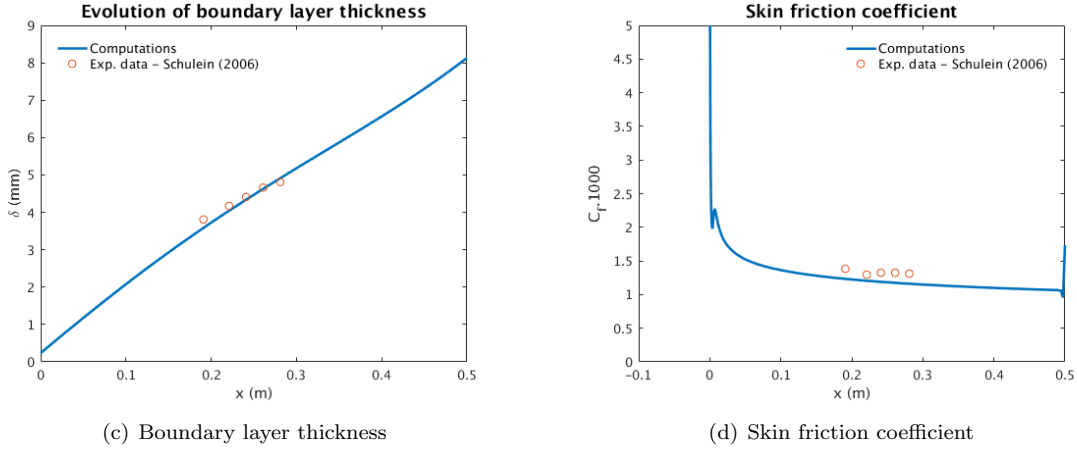 Evolution of boundary layer thickness
9
8
7
6
5
4
3
2
1
0
δ (mm)
Computations
Exp. data - Schulein (2006)
0 0.1 0.2 0.3 0.4 0.5
x (m)
(c) Boundary layer thickness
Skin friction coefficient
5
4.5
4
3.5
3
2.5
2
1.5
1
0.5
0
C_f.1000
Computations
Exp. data - Schulein (2006)
-0.1 0 0.1 0.2 0.3 0.4 0.5
x (m)
(d) Skin friction coefficient